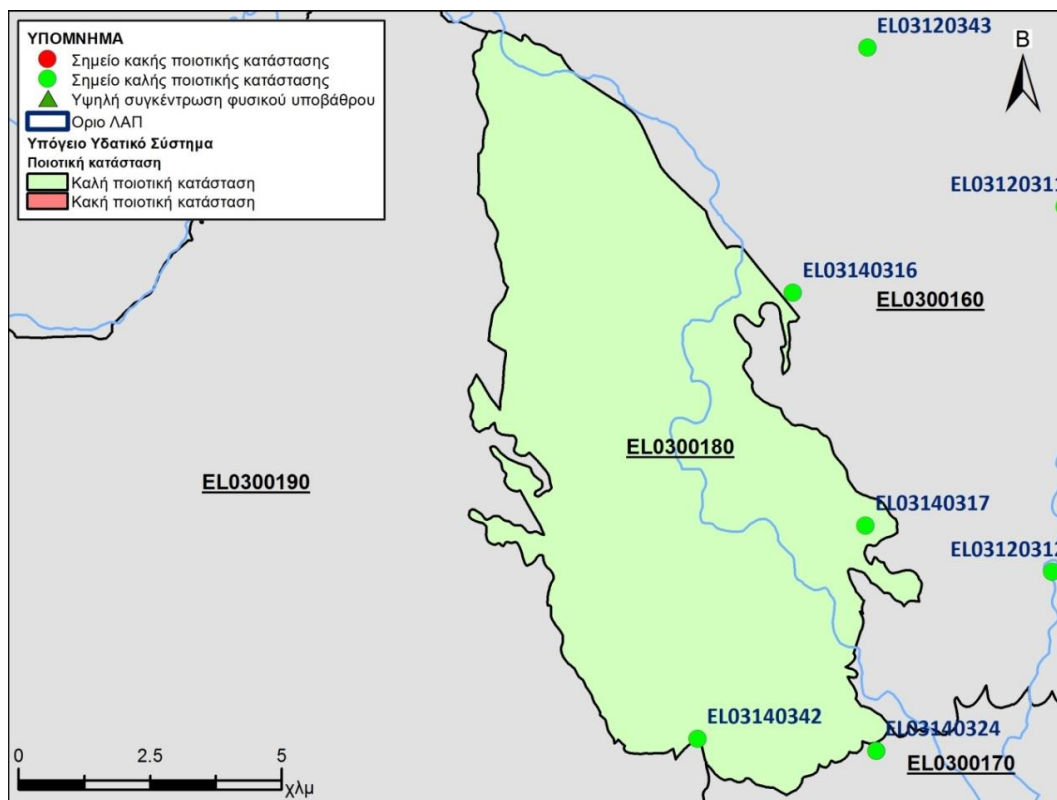 ΥΠΟΜΝΗΜΑ
Σημείο κακής ποιοτικής κατάστασης
Σημείο καλής ποιοτικής κατάστασης
Υψηλή συγκέντρωση φυσικού υποβάθρου
Οριο ΛΑΠ
Υπόγειο Υδατικό Σύστημα
Ποιοτική κατάσταση
Καλή ποιοτική κατάσταση
Κακή ποιοτική κατάσταση
EL03120343
Β
EL03120311
EL03140316
EL0300160
EL0300180
EL0300190
EL03140317
EL03120312
EL03140342
EL03140324
EL0300170
0 2.5 5
χλμ